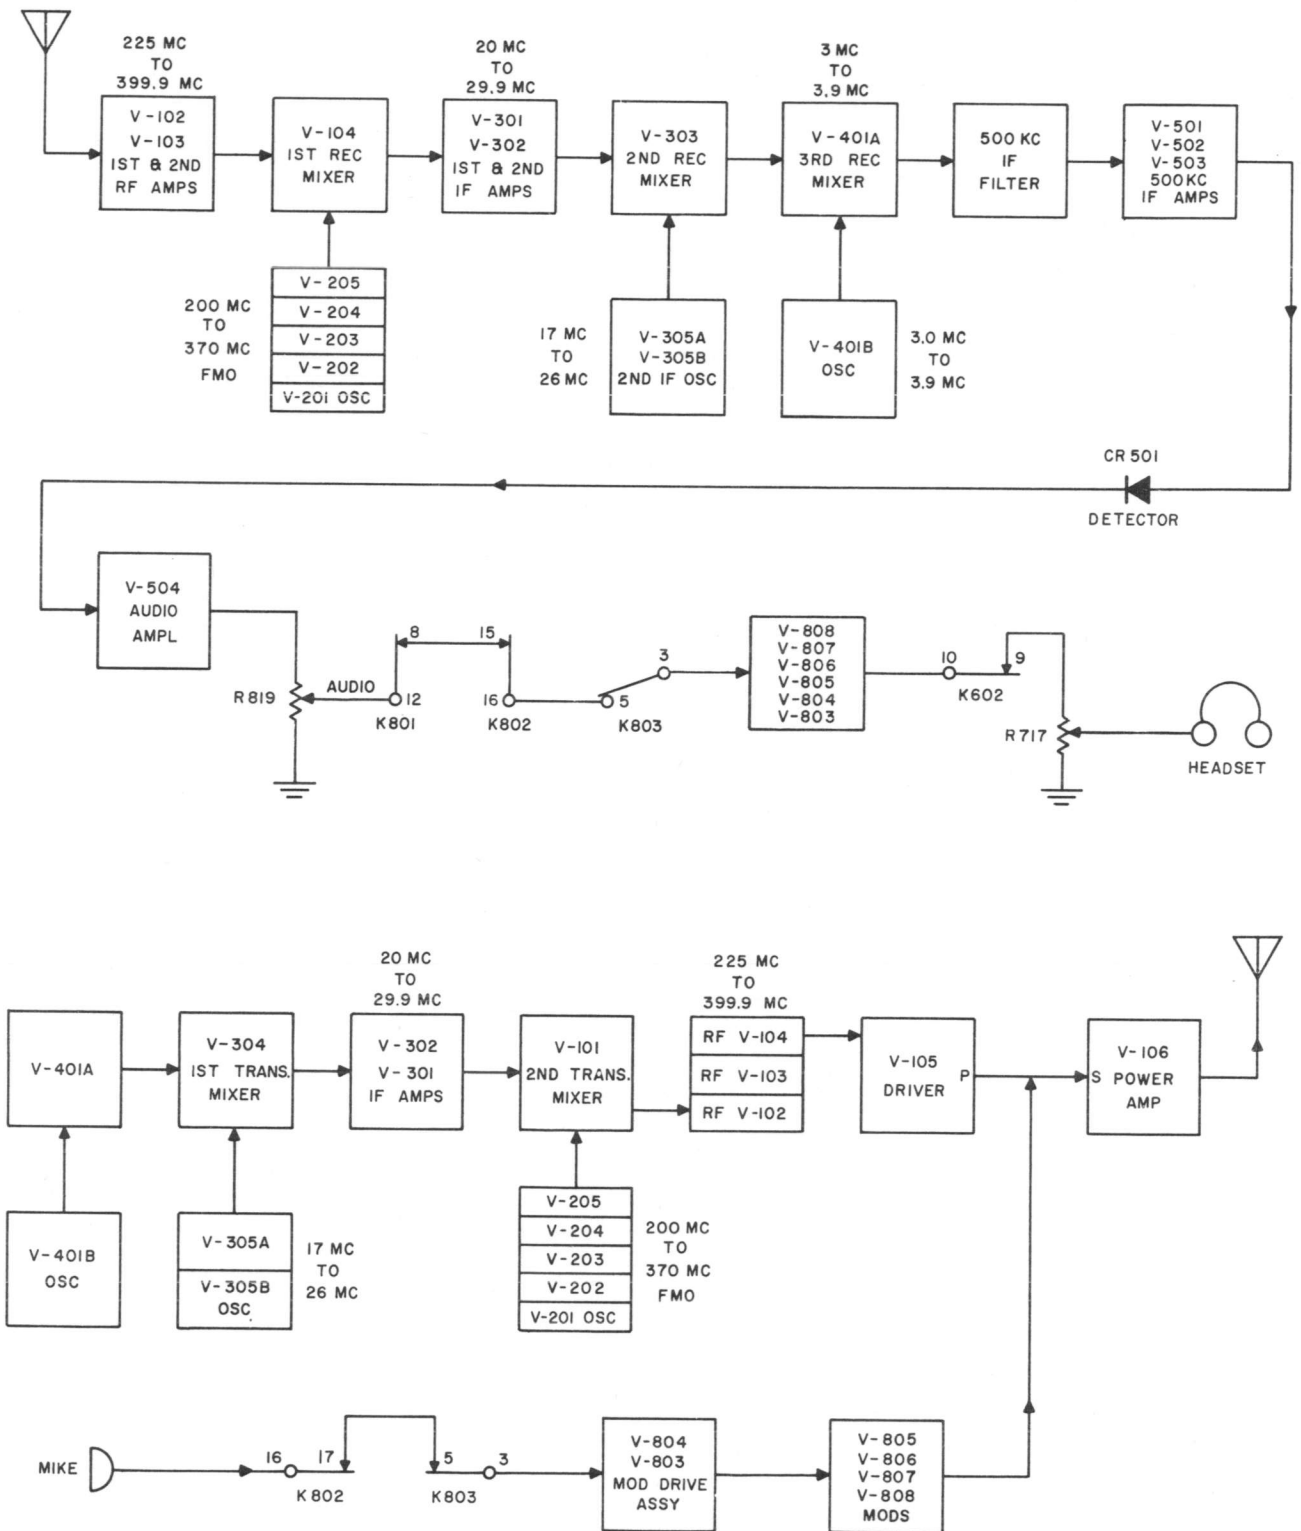 225 MC
TO
399.9 MC
V-102
V-103
1ST & 2ND
RF AMPS
V-104
1ST REC
MIXER
20 MC
TO
29.9 MC
V-301
V-302
1ST & 2ND
IF AMPS
V-303
2ND REC
MIXER
3 MC
TO
3.9 MC
V-401A
3RD REC
MIXER
500 KC
IF
FILTER
V-501
V-502
V-503
500KC
IF AMPS
200 MC
TO
370 MC
FMO
V-205
V-204
V-203
V-202
V-201 OSC
17 MC
TO
26 MC
V-305A
V-305B
2ND IF OSC
V-401B
OSC
3.0 MC
TO
3.9 MC
CR501
DETECTOR
V-504
AUDIO
AMPL
R819
AUDIO
8
15
12
K801
16
K802
3
5
K803
V-808
V-807
V-806
V-805
V-804
V-803
10
9
K602
R717
HEADSET
V-401A
V-304
1ST TRANS.
MIXER
20 MC
TO
29.9 MC
V-302
V-301
IF AMPS
V-101
2ND TRANS.
MIXER
225 MC
TO
399.9 MC
RF V-104
RF V-103
RF V-102
V-105
DRIVER
P
S
V-106
POWER
AMP
V-401B
OSC
V-305A
V-305B
OSC
17 MC
TO
26 MC
V-205
V-204
V-203
V-202
V-201 OSC
200 MC
TO
370 MC
FMO
MIKE
16
17
K802
5
3
K803
V-804
V-803
MOD DRIVE
ASSY
V-805
V-806
V-807
V-808
MODS